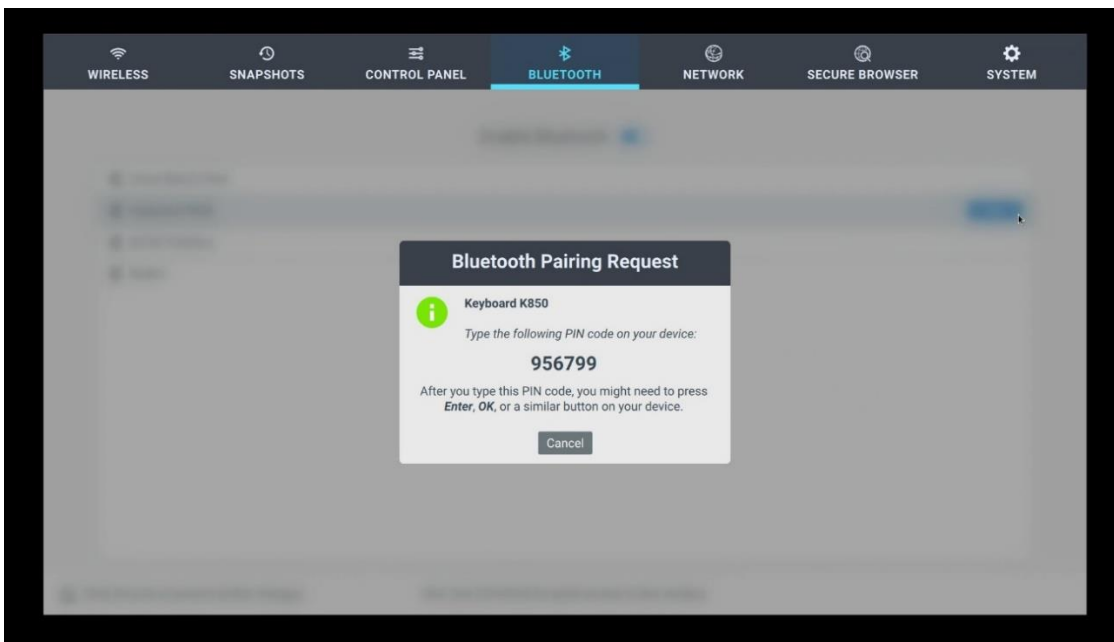 WIRELESS SNAPSHOTS CONTROL PANEL BLUETOOTH NETWORK SECURE BROWSER SYSTEM
Bluetooth Pairing Request
Keyboard K850
Type the following PIN code on your device:
956799
After you type this PIN code, you might need to press
Enter, OK, or a similar button on your device.
Cancel